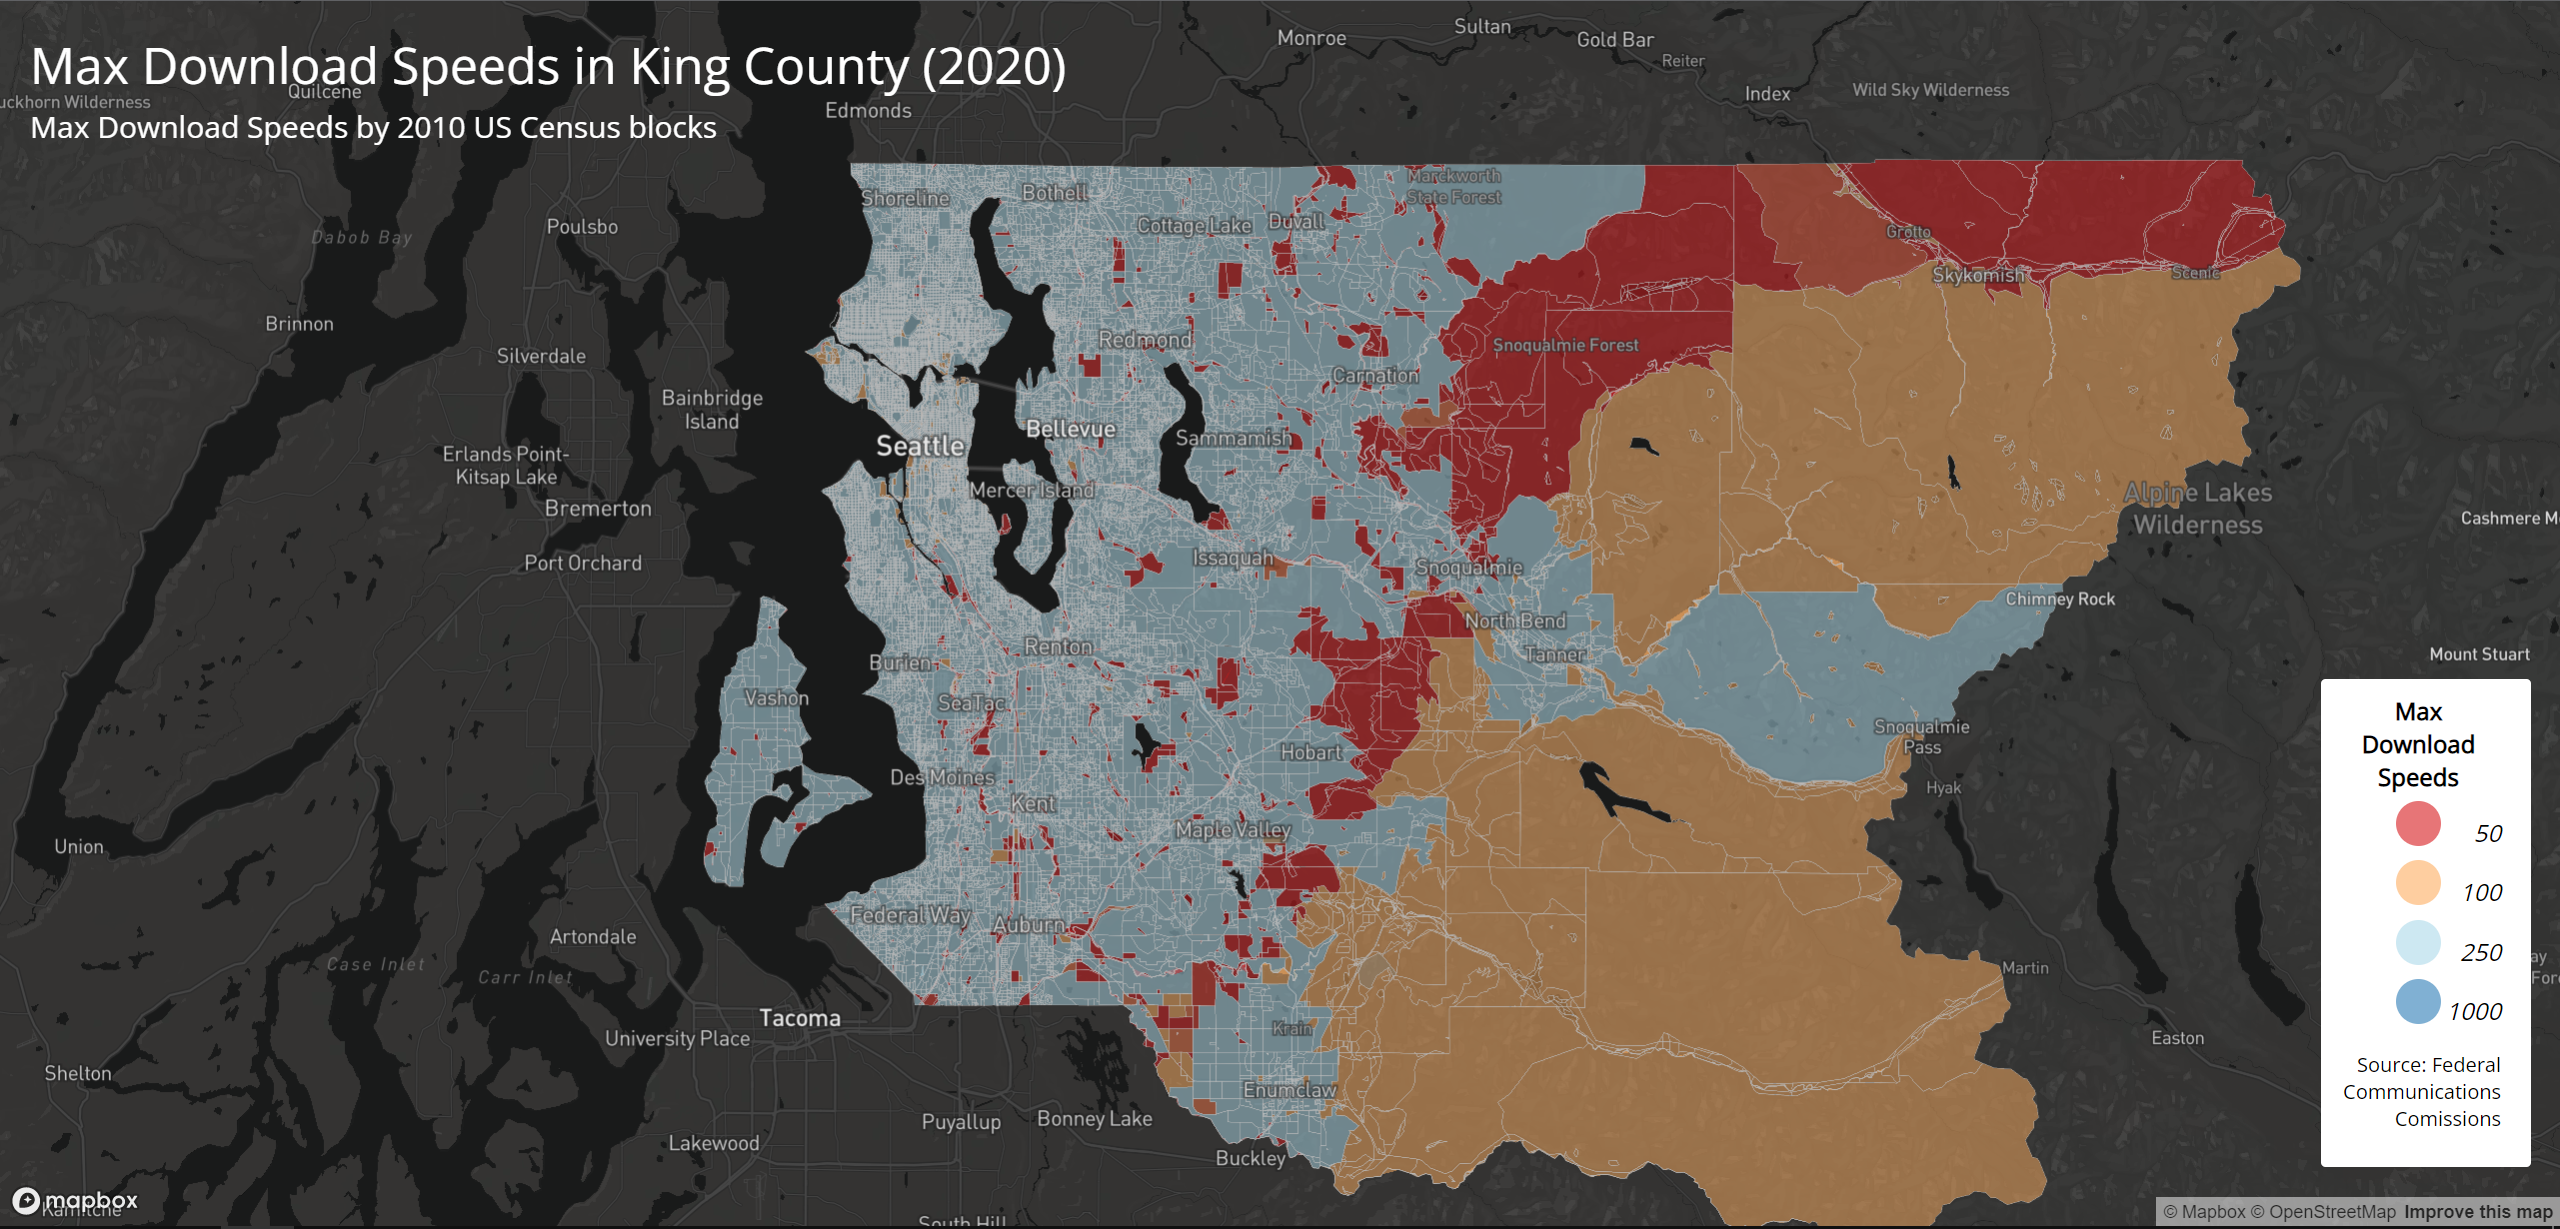 Max Download Speeds in King County (2020)
Max Download Speeds by 2010 US Census blocks
Monroe
Sultan
Gold Bar
Reiter
Index
Wild Sky Wilderness
Quilcene
uckhorn Wilderness
Edmonds
Marckworth
State Forest
Shoreline
Bothell
Cottage Lake
Duvall
Poulsbo
Dabob Bay
Grotto
Skykomish
Scenic
Brinnon
Silverdale
Redmond
Snoqualmie Forest
Carnation
Bainbridge
Island
Seattle
Bellevue
Sammamish
Erlands Point-
Kitsap Lake
Mercer Island
Alpine Lakes
Wilderness
Bremerton
Cashmere M
Port Orchard
Issaquah
Snoqualmie
Chimney Rock
North Bend
Tanner
Renton
Burien
Mount Stuart
Vashon
SeaTac
Snoqualmie
Pass
Hobart
Des Moines
Hyak
Kent
Maple Valley
Union
Federal Way
Auburn
Artondale
Case Inlet
Carr Inlet
Martin
ay
For
Tacoma
University Place
Krain
Easton
Shelton
Enumclaw
Puyallup
Bonney Lake
Lakewood
Buckley
Kamilche
South Hill
Max
Download
Speeds
50
100
250
1000
Source: Federal
Communications
Comissions
mapbox
© Mapbox © OpenStreetMap Improve this map